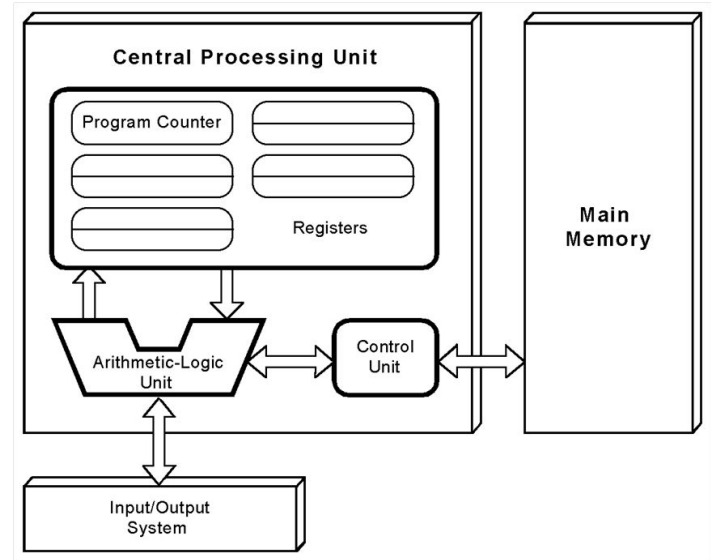 Central Processing Unit
Program Counter
Registers
Main
Memory
Arithmetic-Logic
Unit
Control
Unit
Input/Output
System